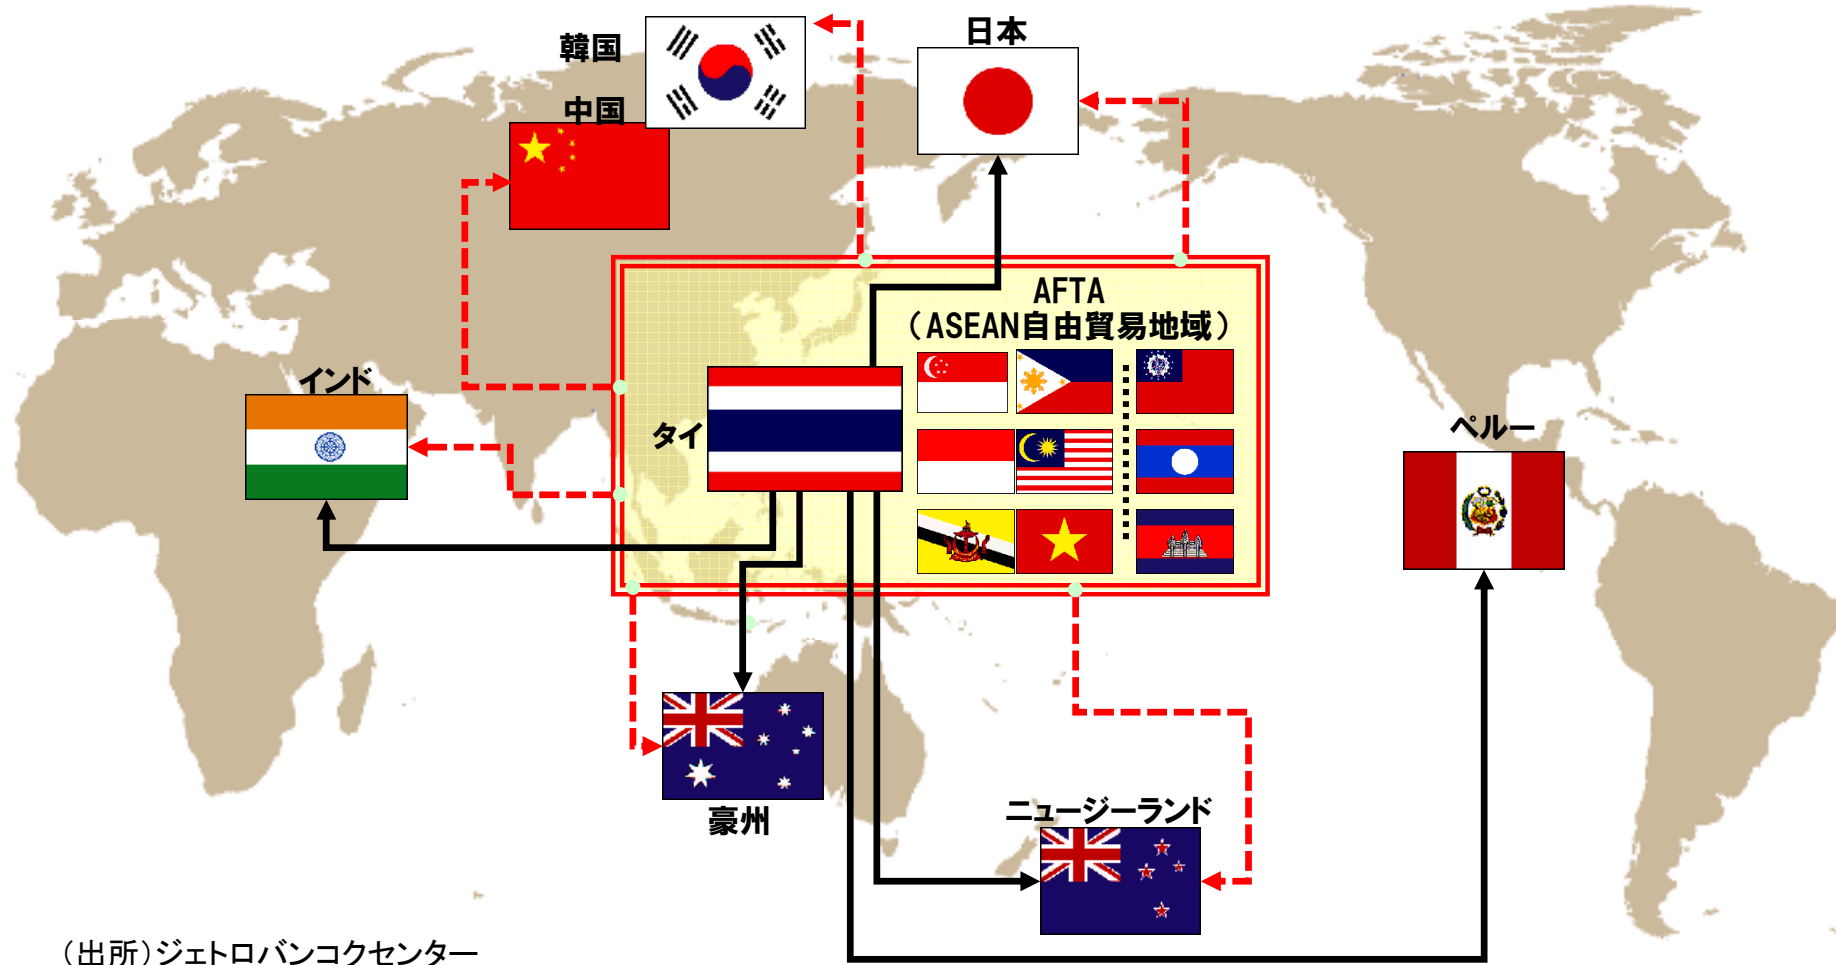 韓国
日本
中国
AFTA
（ASEAN自由貿易地域）
インド
タイ
ペルー
豪州
ニュージーランド
（出所）ジェトロバンコクセンター